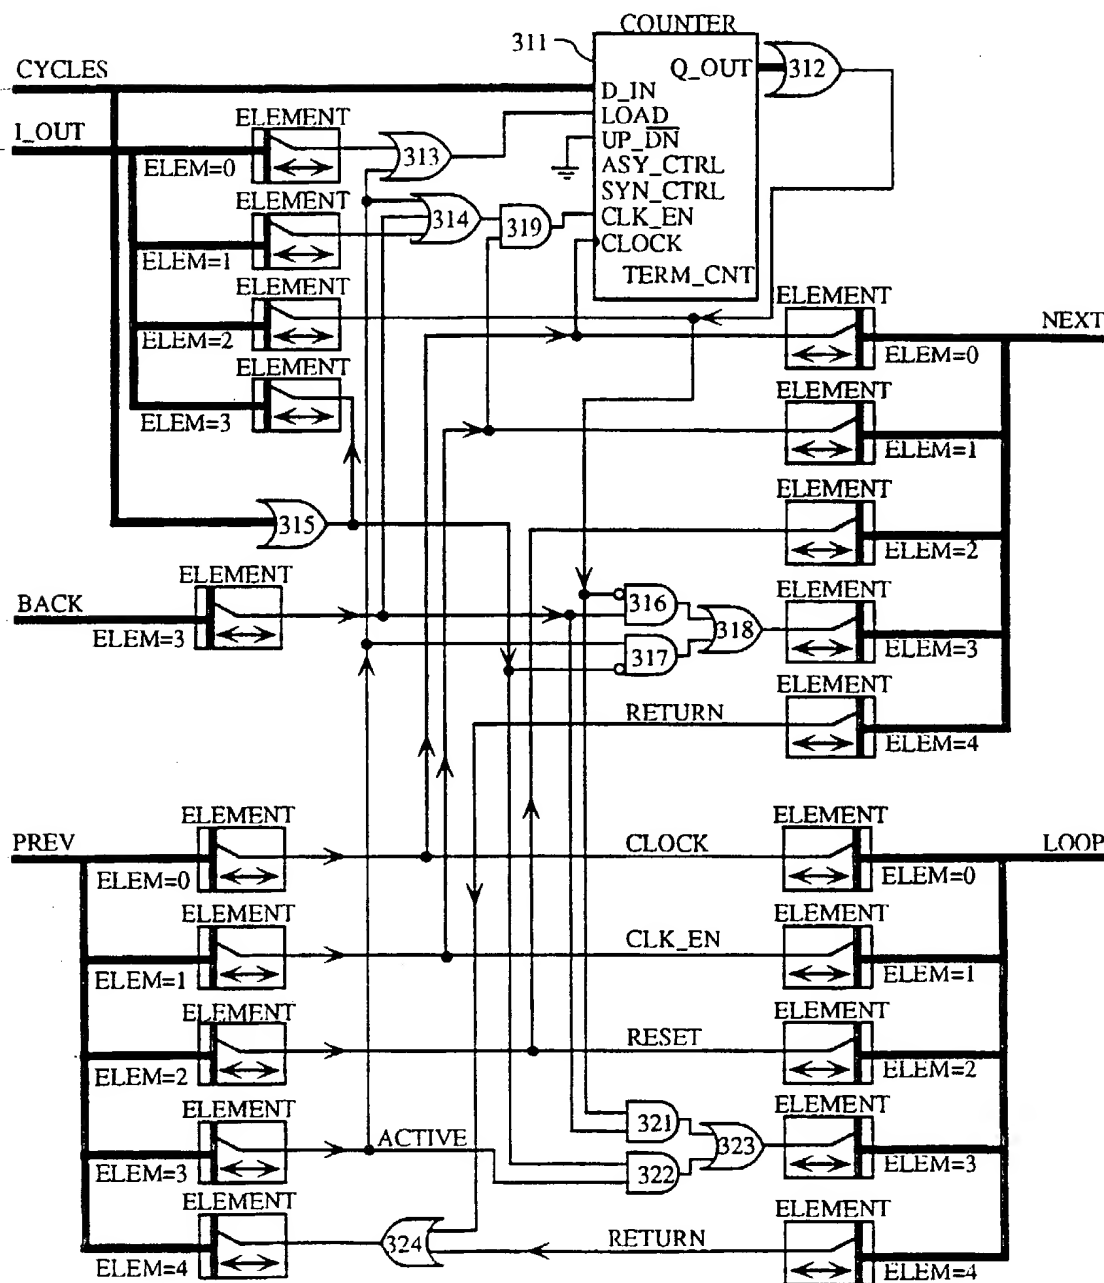 COUNTER
311
CYCLES
Q_OUT
312
D_IN
I_OUT
ELEMENT
LOAD
313
UP_DN
ELEM=0
ASY_CTRL
ELEMENT
SYN_CTRL
314
319
CLK_EN
CLOCK
ELEM=1
TERM_CNT
ELEMENT
ELEMENT
NEXT
ELEM=2
ELEM=0
ELEMENT
ELEMENT
ELEM=3
ELEM=1
ELEMENT
315
ELEM=2
ELEMENT
ELEMENT
BACK
316
ELEM=3
318
317
ELEM=3
ELEMENT
RETURN
ELEM=4
ELEMENT
ELEMENT
PREV
CLOCK
LOOP
ELEM=0
ELEM=0
ELEMENT
ELEMENT
CLK_EN
ELEM=1
ELEM=1
ELEMENT
ELEMENT
RESET
ELEM=2
ELEM=2
ELEMENT
ELEMENT
321
ACTIVE
323
ELEM=3
322
ELEM=3
ELEMENT
ELEMENT
324
RETURN
ELEM=4
ELEM=4